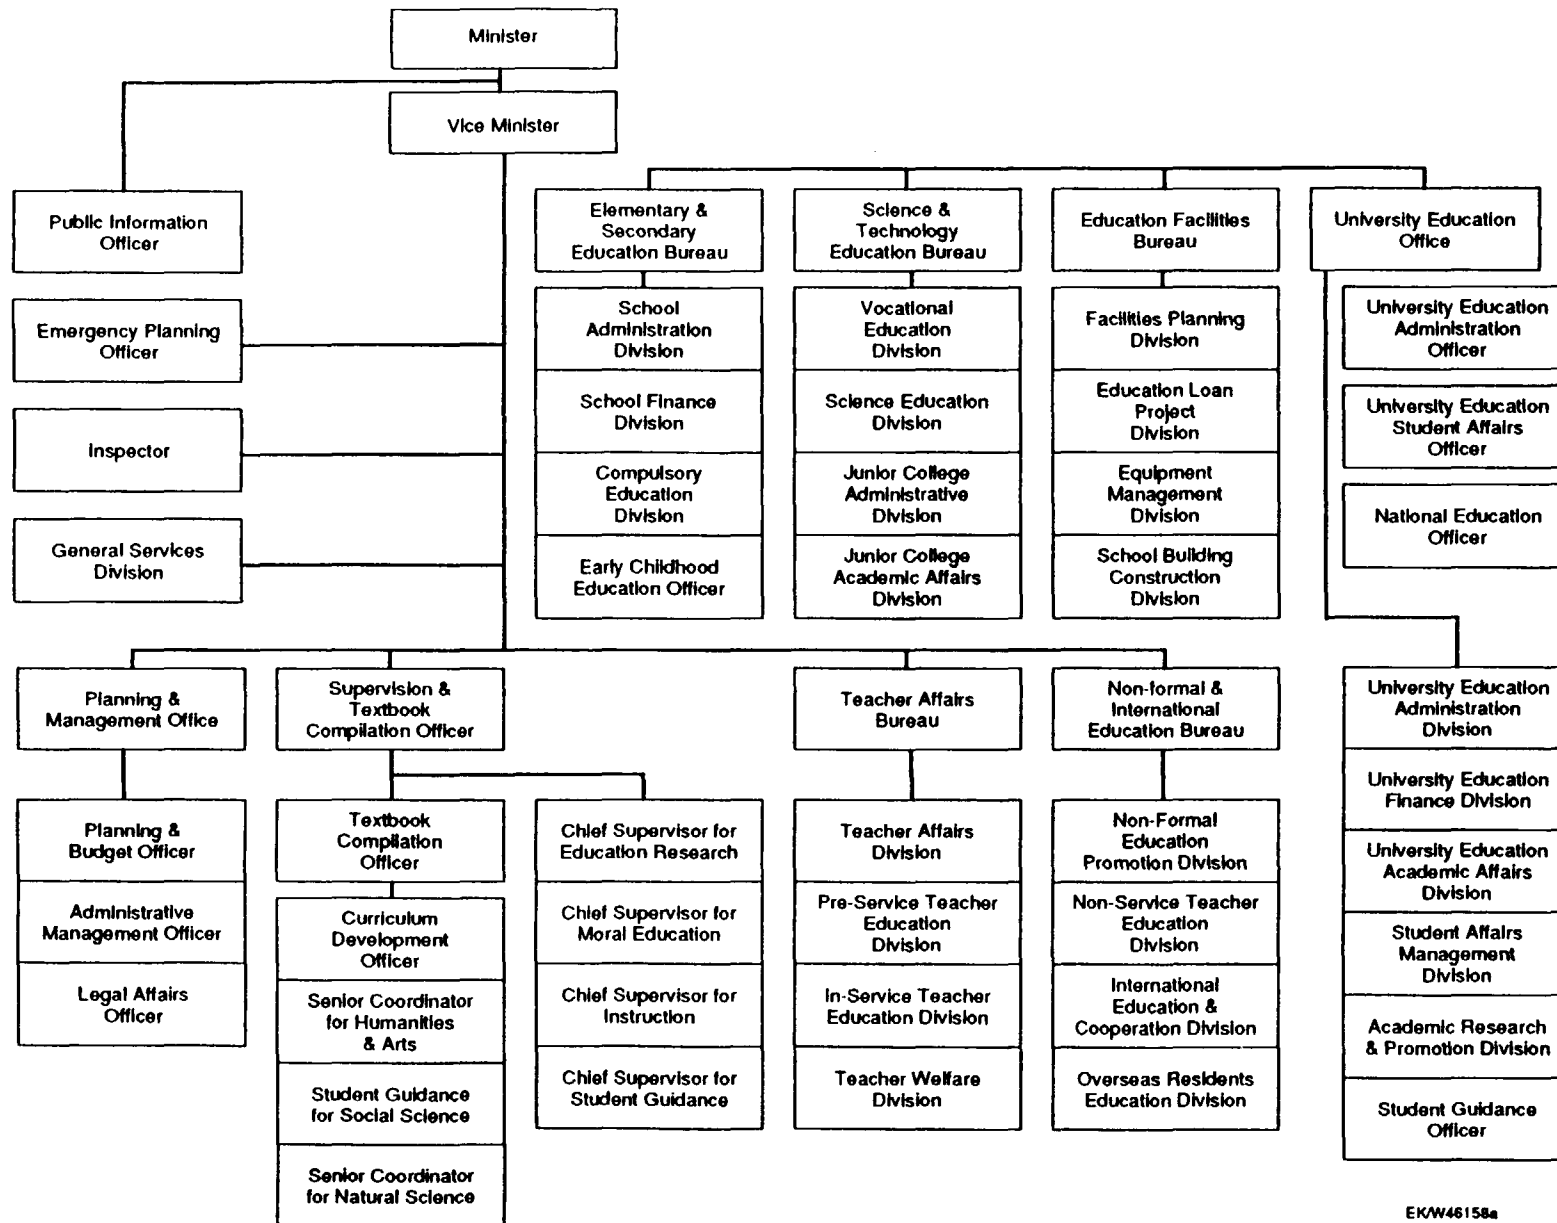 Minister
Vice Minister
Public Information
Officer
Emergency Planning
Officer
Inspector
General Services
Division
Elementary &
Secondary
Education Bureau
School
Administration
Division
School Finance
Division
Compulsory
Education
Division
Early Childhood
Education Officer
Science &
Technology
Education Bureau
Vocational
Education
Division
Science Education
Division
Junior College
Administrative
Division
Junior College
Academic Affairs
Division
Education Facilities
Bureau
Facilities Planning
Division
Education Loan
Project
Division
Equipment
Management
Division
School Building
Construction
Division
University Education
Office
University Education
Administration
Officer
University Education
Student Affairs
Officer
National Education
Officer
Planning &
Management Office
Planning &
Budget Officer
Administrative
Management Officer
Legal Affairs
Officer
Supervision &
Textbook
Compilation Officer
Textbook
Compilation
Officer
Curriculum
Development
Officer
Senior Coordinator
for Humanities
& Arts
Student Guidance
for Social Science
Senior Coordinator
for Natural Science
Chief Supervisor for
Education Research
Chief Supervisor for
Moral Education
Chief Supervisor for
Instruction
Chief Supervisor for
Student Guidance
Teacher Affairs
Bureau
Teacher Affairs
Division
Pre-Service Teacher
Education
Division
In-Service Teacher
Education Division
Teacher Welfare
Division
Non-formal &
International
Education Bureau
Non-Formal
Education
Promotion Division
Non-Service Teacher
Education
Division
International
Education &
Cooperation Division
Overseas Residents
Education Division
University Education
Administration
Division
University Education
Finance Division
University Education
Academic Affairs
Division
Student Affairs
Management
Division
Academic Research
& Promotion Division
Student Guidance
Officer
EK/W46158a